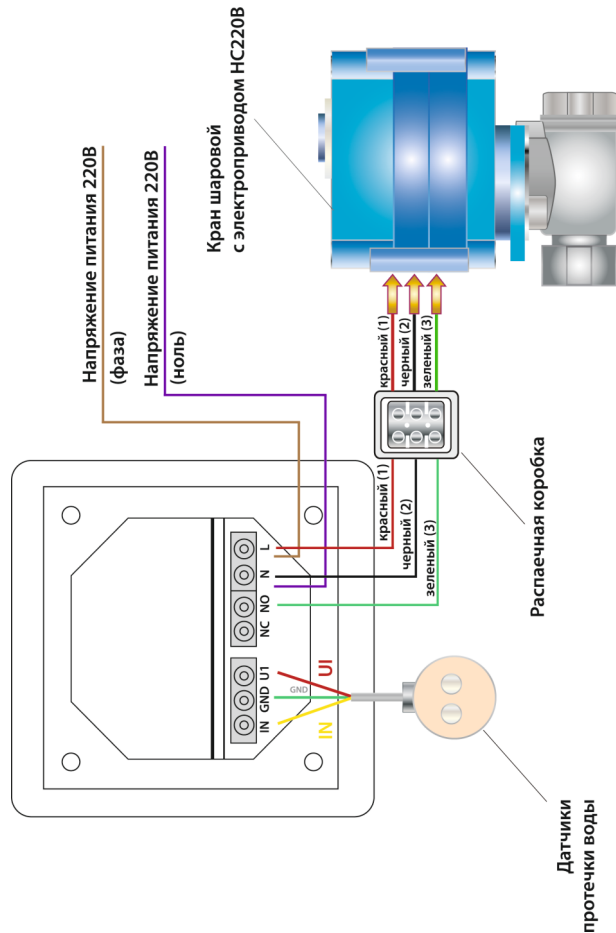 Напряжение питания 220В
(фаза)
Напряжение питания 220В
(ноль)
Кран шаровой
с электроприводом НС220В
красный (1)
черный (2)
зеленый (3)
красный (1)
черный (2)
зеленый (3)
Распаечная коробка
IN
GND
U1
NC
NO
N
L
IN
GND
UI
Датчики
протечки воды